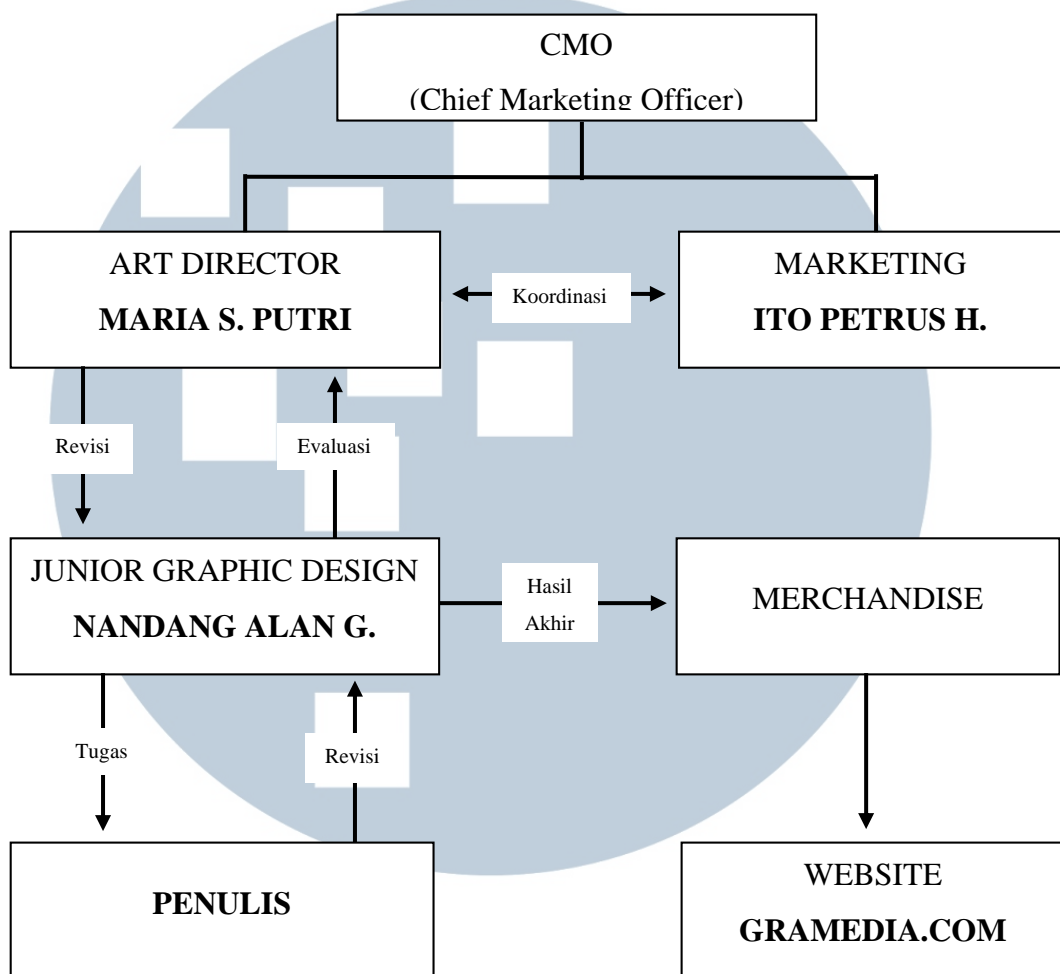 CMO
(Chief Marketing Officer)
ART DIRECTOR
MARIA S. PUTRI
Koordinasi
MARKETING
ITO PETRUS H.
Revisi
Evaluasi
JUNIOR GRAPHIC DESIGN
NANDANG ALAN G.
Hasil
Akhir
MERCHANDISE
Tugas
Revisi
PENULIS
WEBSITE
GRAMEDIA.COM